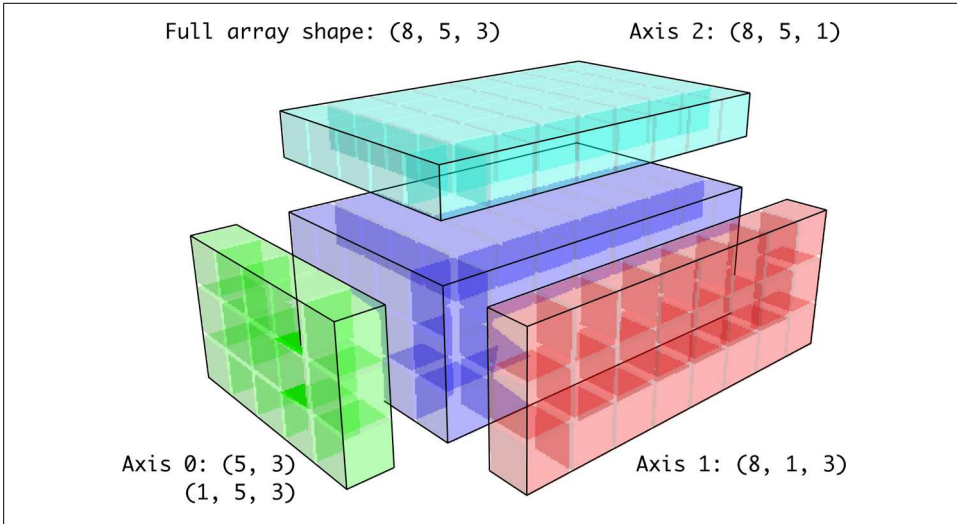 Full array shape: (8, 5, 3)
Axis 2: (8, 5, 1)
Axis 0: (5, 3)
(1, 5, 3)
Axis 1: (8, 1, 3)